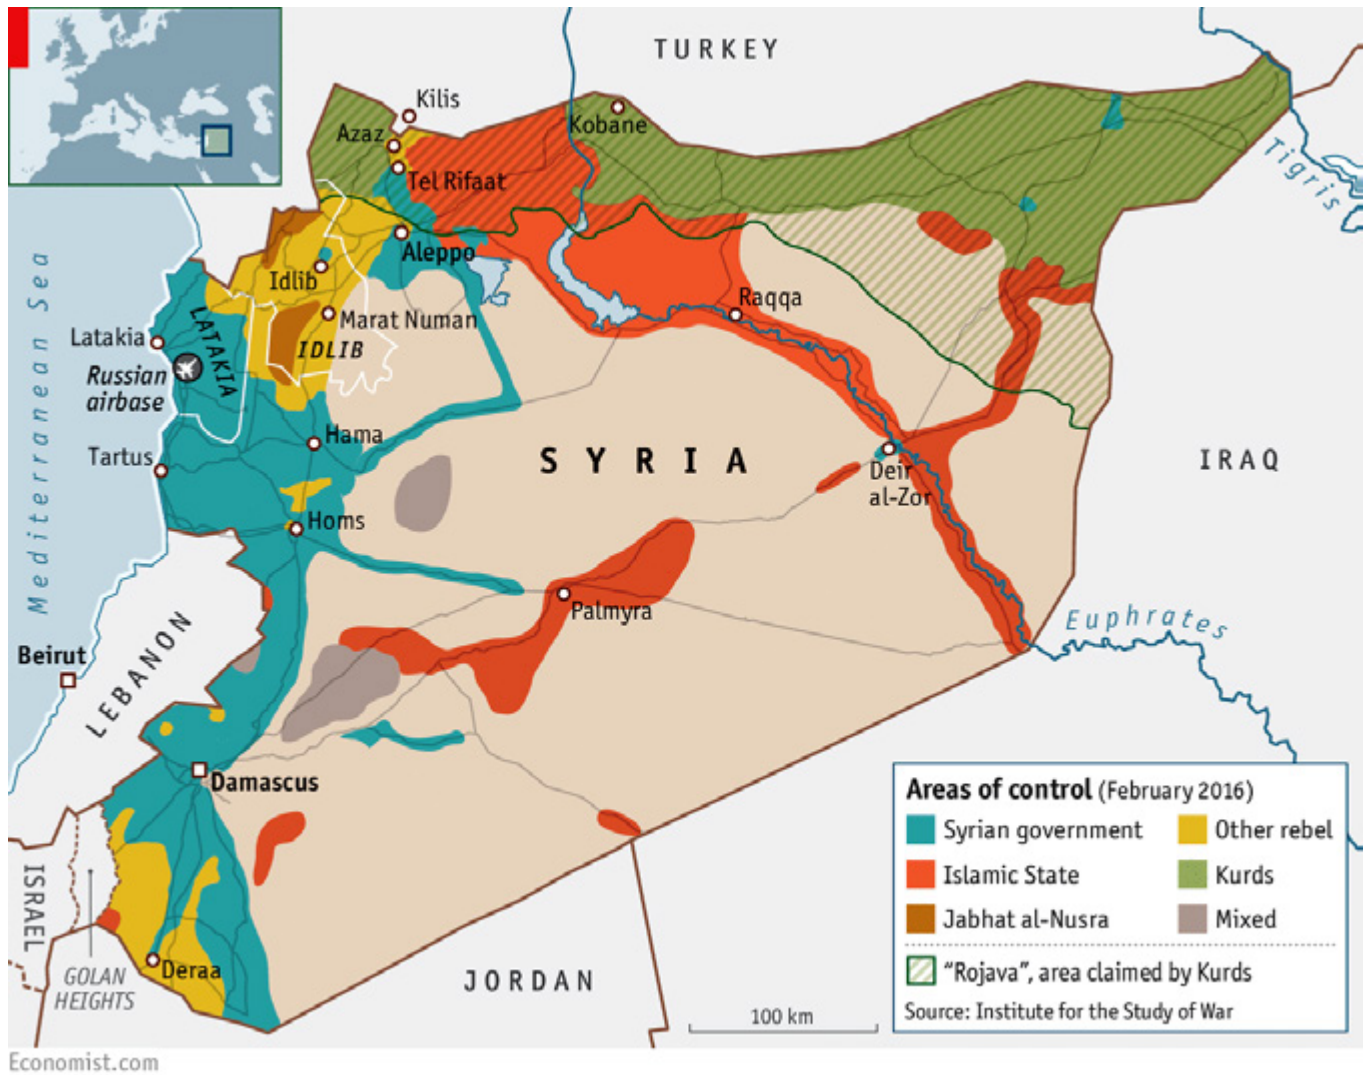 TURKEY
Kilis
Azaz
Kobane
Tel Rifaat
Tigris
Mediterranean Sea
Aleppo
Idlib
Raqqa
LATAKIA
Marat Numan
Latakia
IDLIB
Russian
airbase
SYRIA
Hama
Tartus
IRAQ
Deir
al-Zor
Homs
Palmyra
Euphrates
LEBANON
Beirut
Damascus
ISRAEL
Deraa
GOLAN
HEIGHTS
JORDAN
100 km
Areas of control (February 2016)
Syrian government
Other rebel
Islamic State
Kurds
Jabhat al-Nusra
Mixed
“Rojava”, area claimed by Kurds
Source: Institute for the Study of War
Economist.com